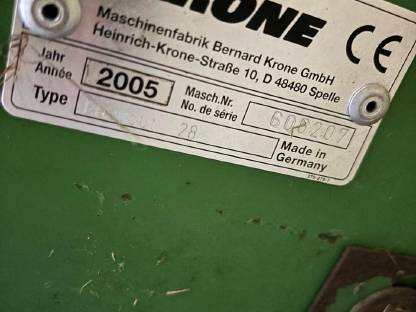 KRONE
CE
Maschinenfabrik Bernard Krone GmbH
Heinrich-Krone-Straße 10, D 48480 Spelle
Jahr
Année
2005
Masch.Nr.
No. de série
608207
Type
28
Made in
Germany